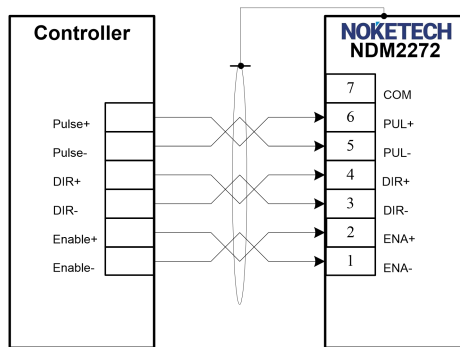 Controller
Pulse+
Pulse-
DIR+
DIR-
Enable+
Enable-
NOKETECH
NDM2272
7 COM
6 PUL+
5 PUL-
4 DIR+
3 DIR-
2 ENA+
1 ENA-